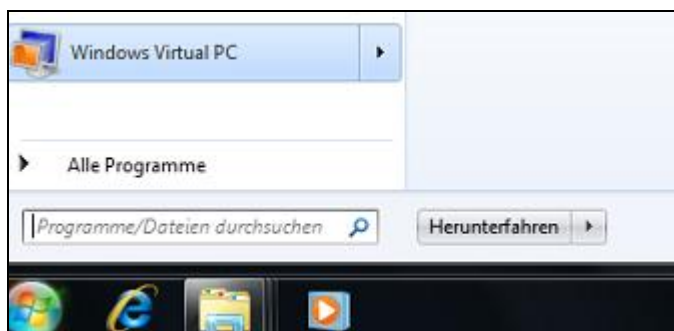 Windows Virtual PC
Alle Programme
Programme/Dateien durchsuchen
Herunterfahren